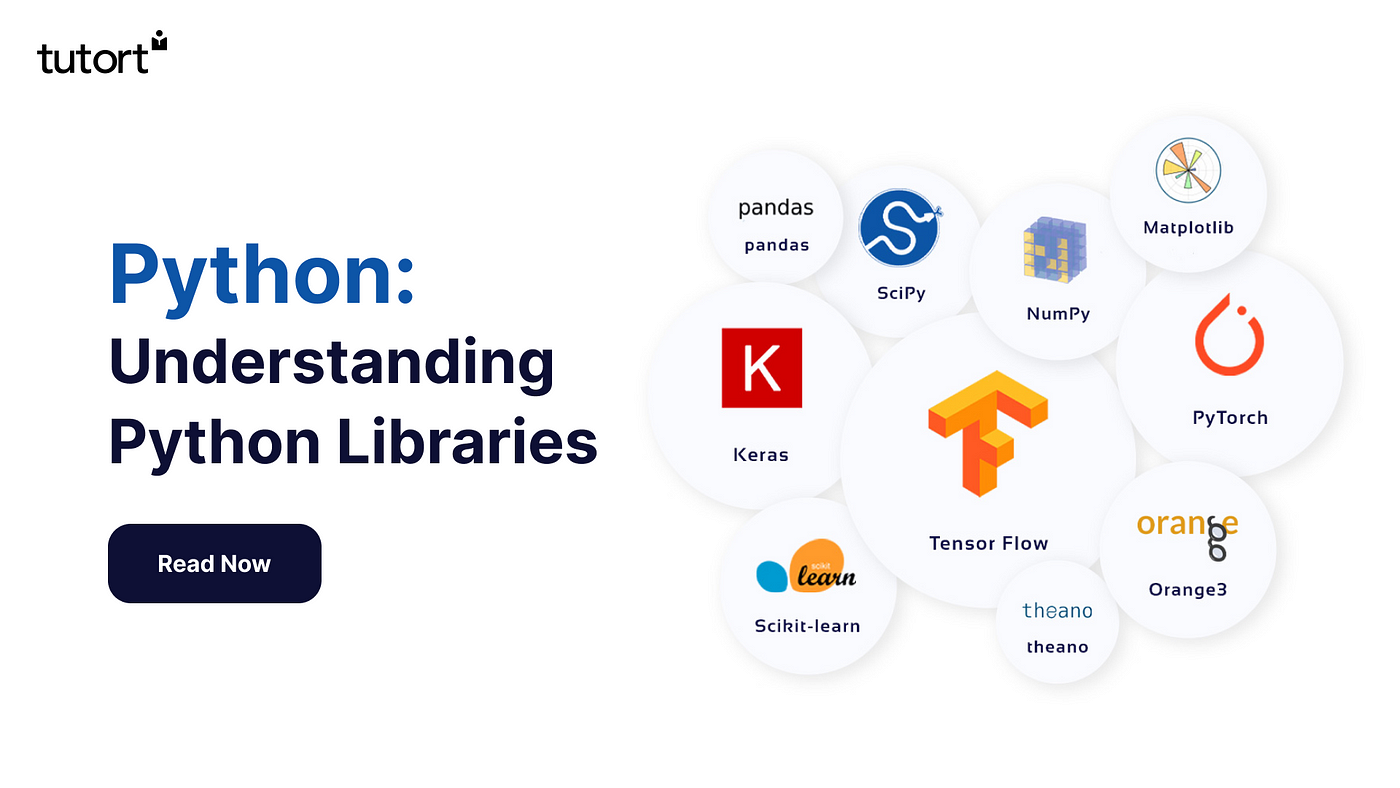 tutort
Python:
Understanding
Python Libraries
Read Now
pandas
pandas
SciPy
NumPy
Matplotlib
K
Keras
Tensor Flow
PyTorch
scikit
learn
Scikit-learn
theano
theano
orange
Orange3